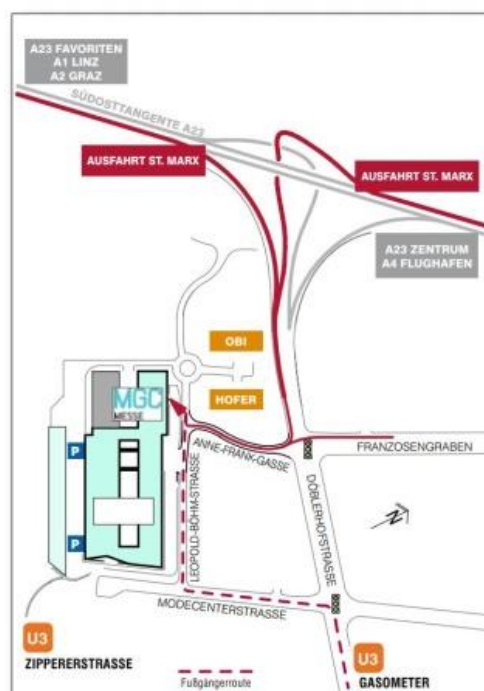 A23 FAVORITEN
A1 LINZ
A2 GRAZ
SÜDOSTTANGENTE A23
AUSFAHRT ST. MARX
AUSFAHRT ST. MARX
A23 ZENTRUM
A4 FLUGHAFEN
OBI
HOFER
MGC
MESSE
P
ANNE-FRANK-GASSE
FRANZOSENGRABEN
LEOPOLD-BÖHM-STRASSE
DÖBLERHOFSTRASSE
N
P
MODECENTERSTRASSE
U3
ZIPPERERSTRASSE
U3
GASOMETER
Fußgängerroute